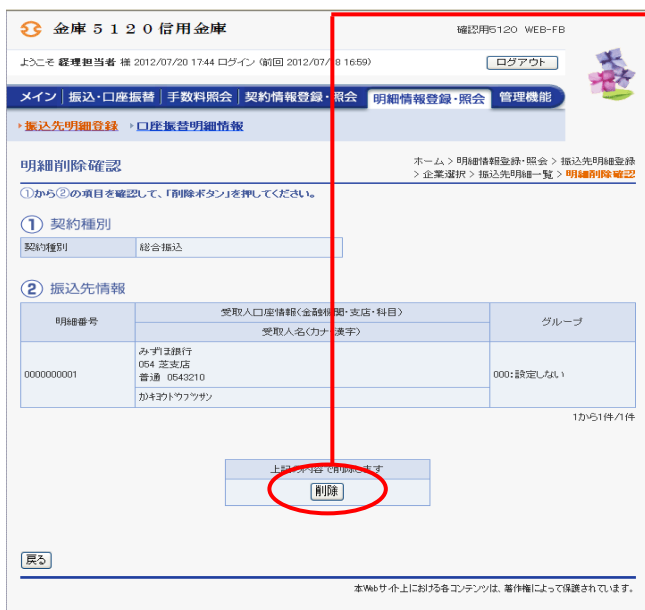 金庫５１２０信用金庫
確認用5120 WEB-FB
ようこそ 経理担当者 様 2012/07/20 17:44 ログイン (前回 2012/07/ 8 16:59)
ログアウト
メイン 振込・口座振替 手数料照会 契約情報登録・照会 明細情報登録・照会 管理機能
振込先明細登録 口座振替明細情報
明細削除確認
ホーム > 明細情報登録・照会 > 振込先明細登録
> 企業選択 > 振込先明細一覧 > 明細削除確認
①から②の項目を確認して、「削除ボタン」を押してください。
① 契約種別
契約種別 総合振込
② 振込先情報
明細番号 受取人口座情報(金融機関・支店・科目) グループ
受取人名(カナ・漢字)
0000000001 みずほ銀行
054 芝支店
普通 0543210
000:設定しない
カ)キヨウトウフツサン
1から1件/1件
上記の内容で削除します
削除
戻る
本Webサイト上における各コンテンツは、著作権によって保護されています。